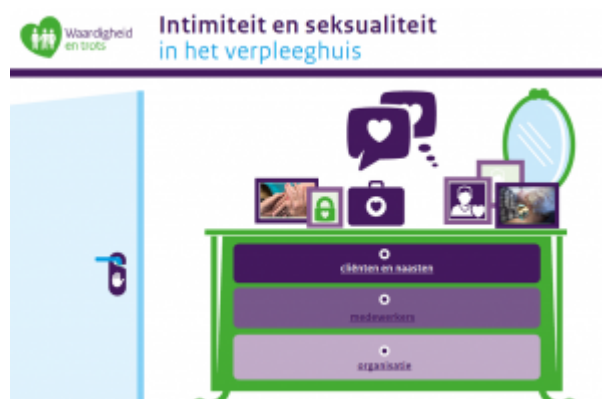 Waardigheid
en trots
Intimiteit en seksualiteit
in het verpleeghuis
cliënten en naasten
medewerkers
organisatie